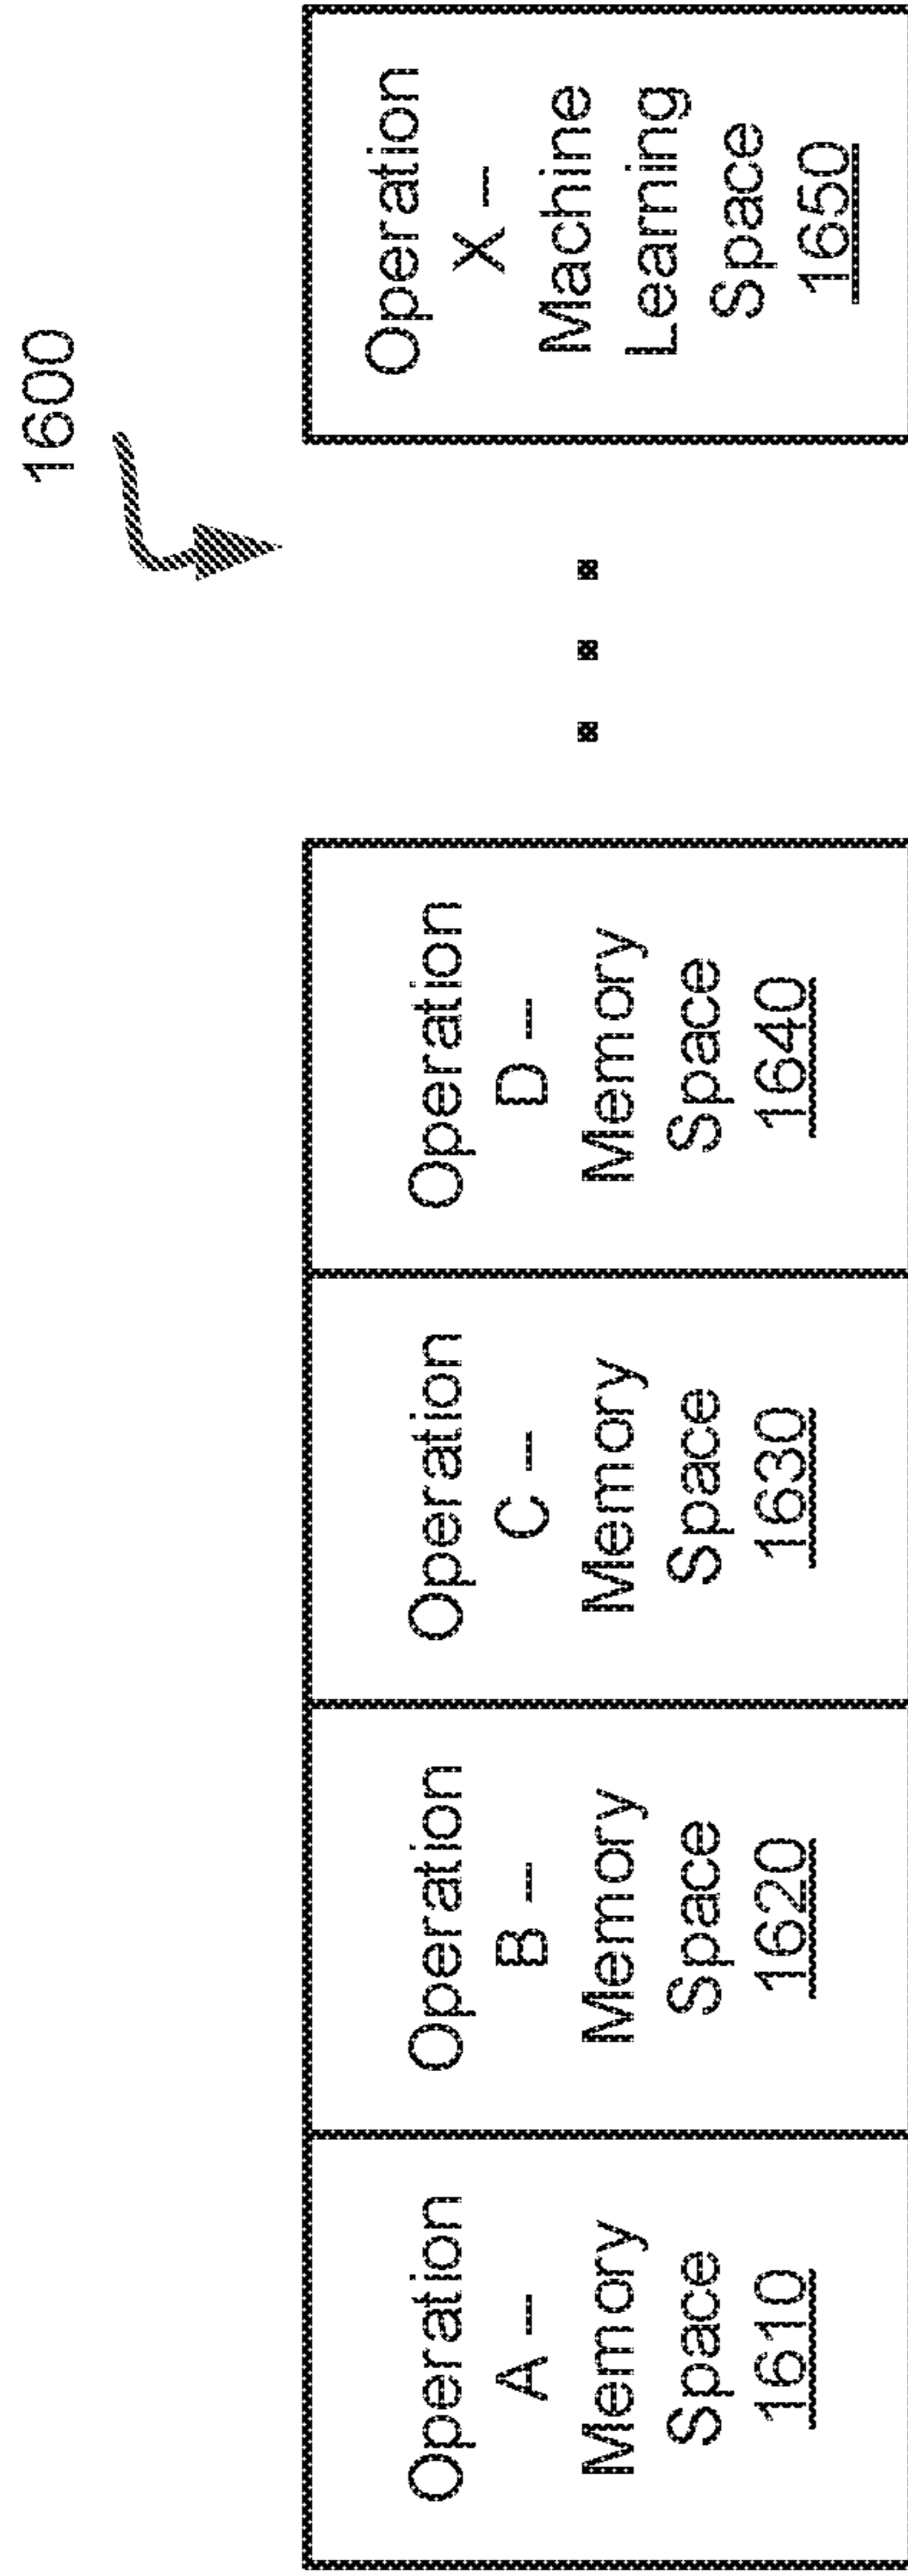 1600
Operation
A –
Memory
Space
1610
Operation
B –
Memory
Space
1620
Operation
C –
Memory
Space
1630
Operation
D –
Memory
Space
1640
Operation
X –
Machine
Learning
Space
1650